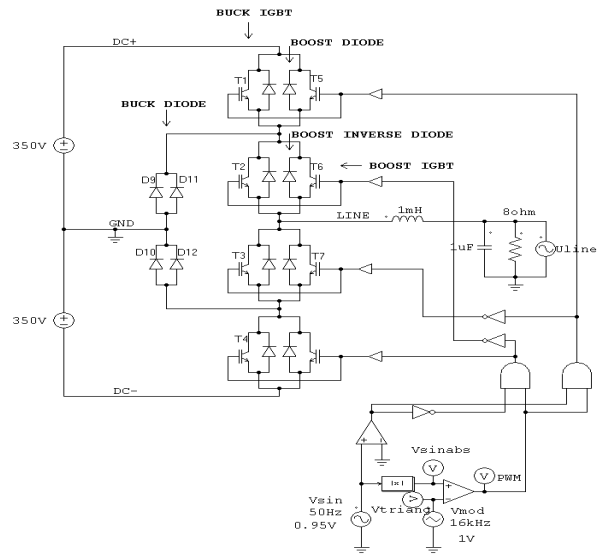 BUCK IGBT
DC+
BOOST DIODE
T1
T5
BUCK DIODE
350V
BOOST INVERSE DIODE
T2
T6
BOOST IGBT
D9
D11
LINE
1mH
8ohm
GND
1uF
Uline
D10
D12
T3
T7
350V
T4
DC-
Vsinabs
V
V
PWM
|x|
Vsin
50Hz
0.95V
Vtriang
V
Vmod
16kHz
1V